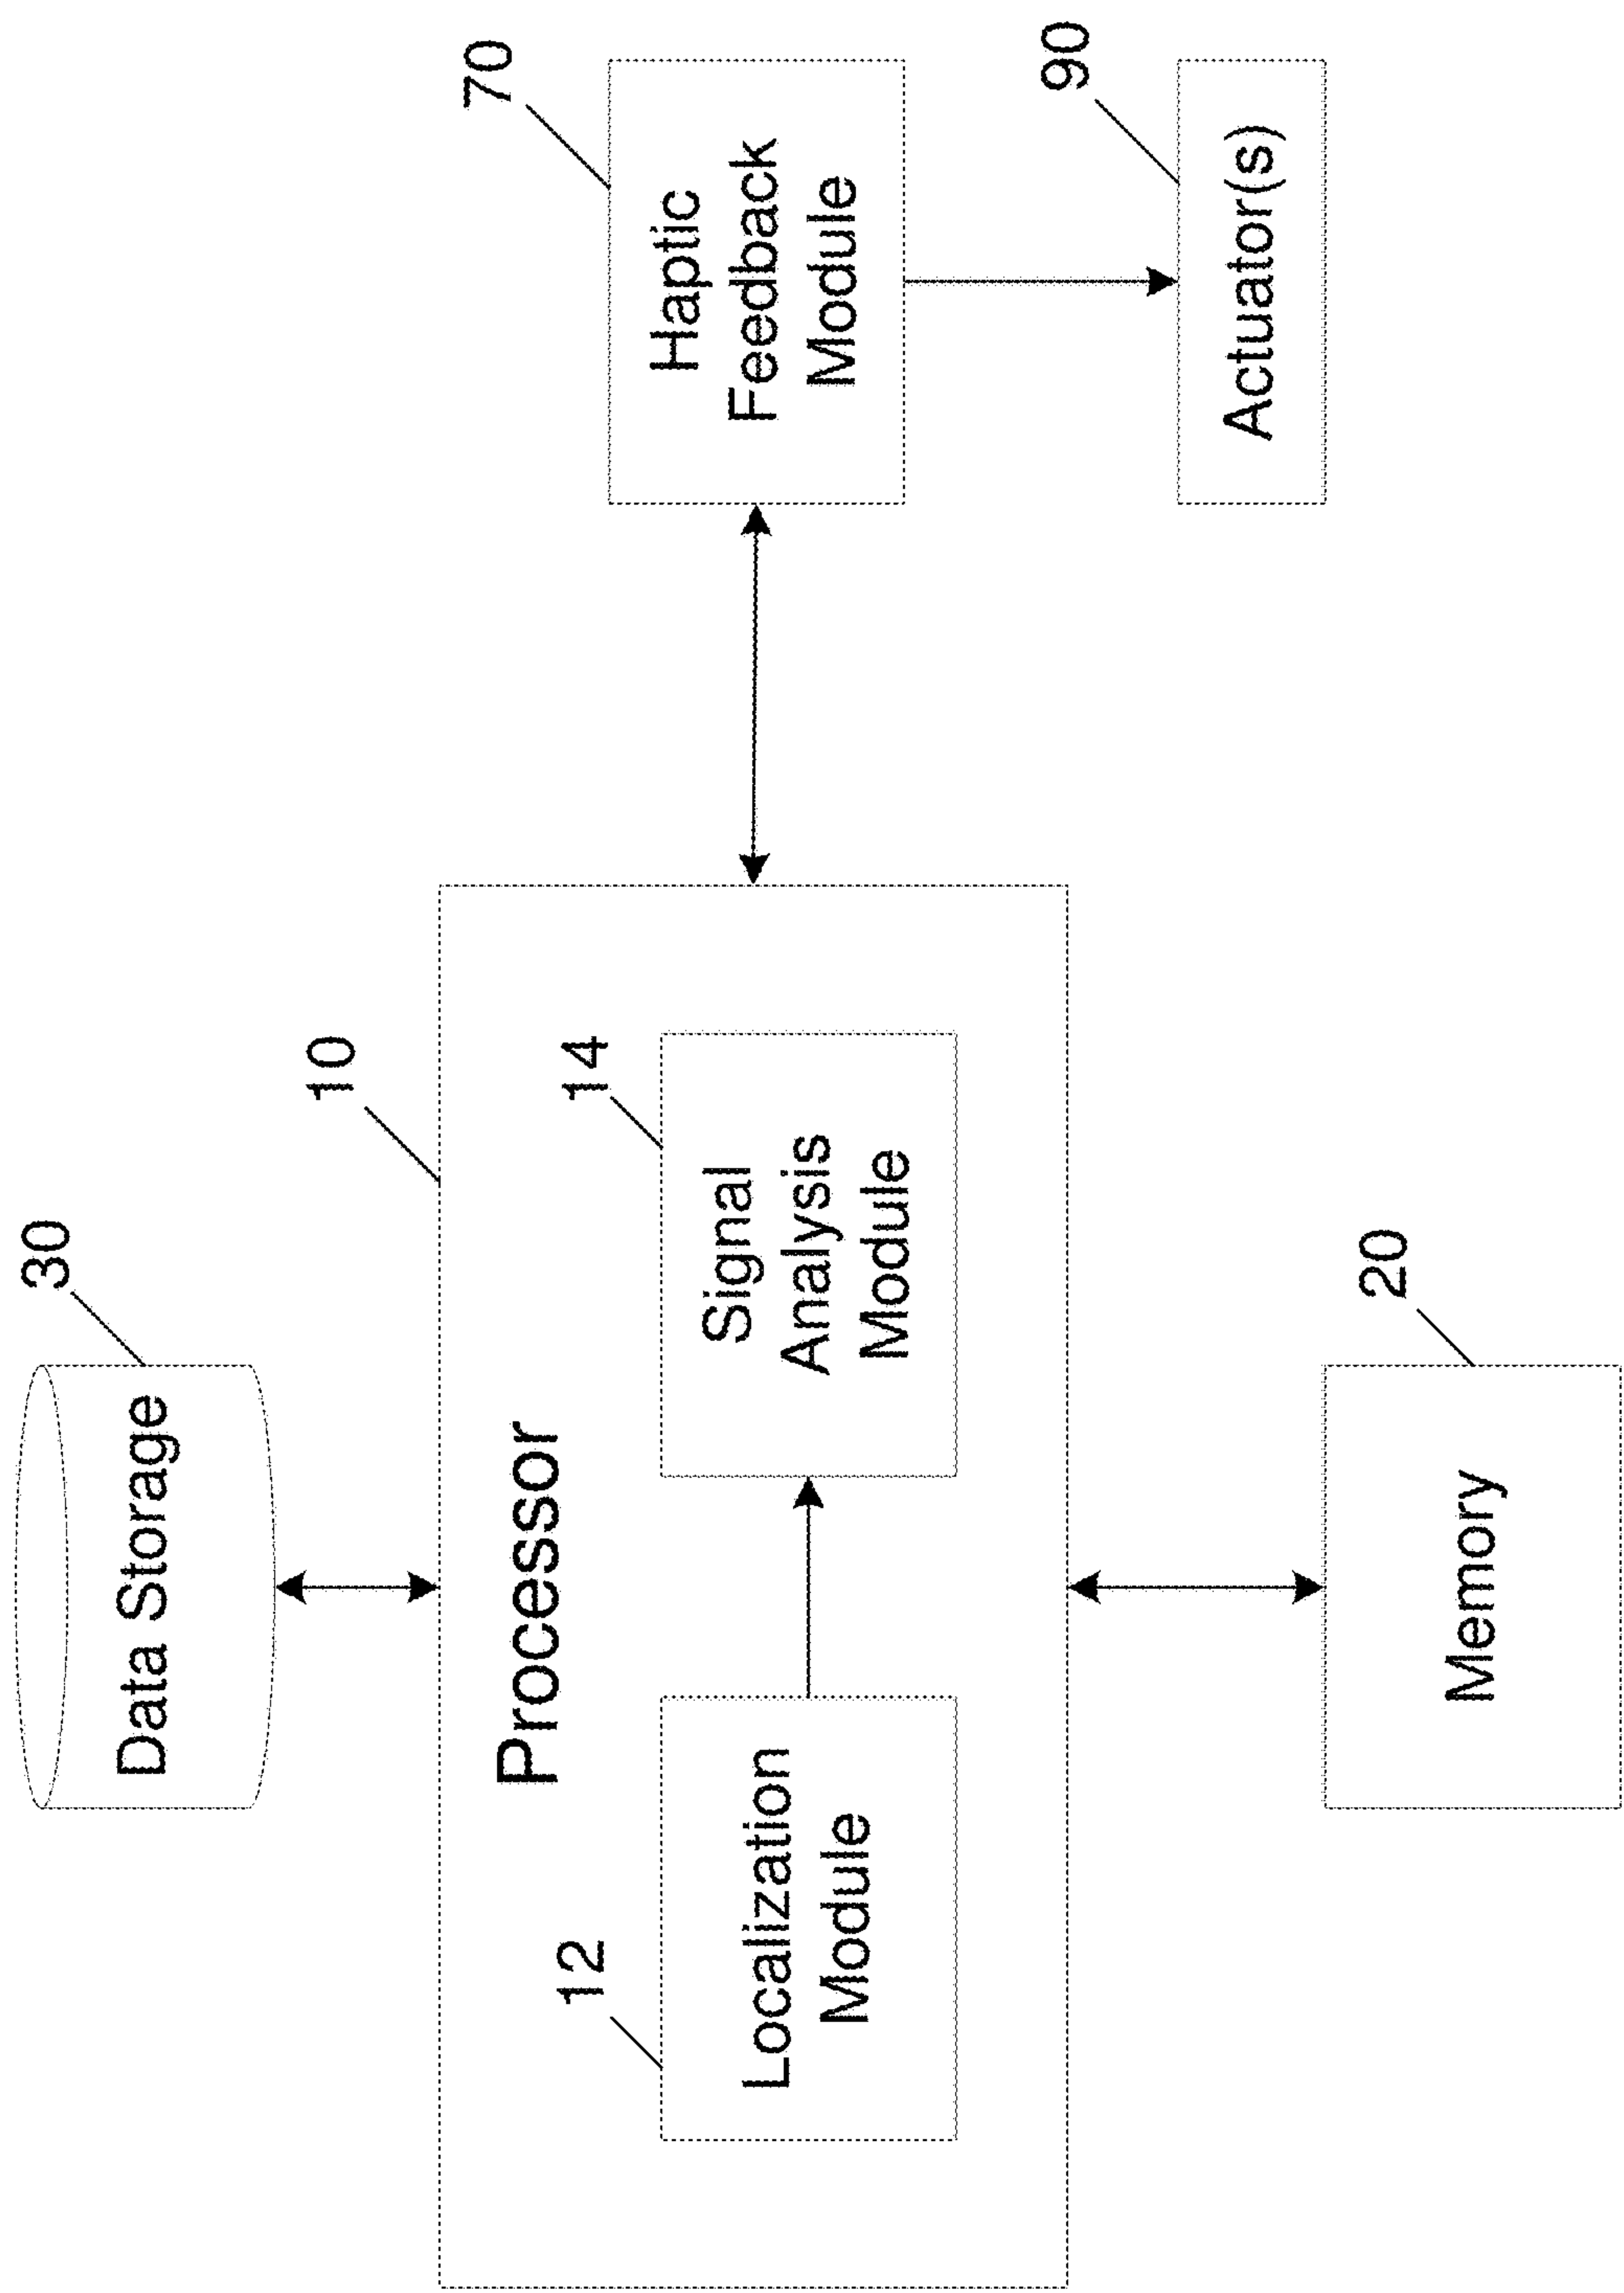 30
Data Storage
10
Processor
12
Localization
Module
14
Signal
Analysis
Module
70
Haptic
Feedback
Module
90
Actuator(s)
20
Memory